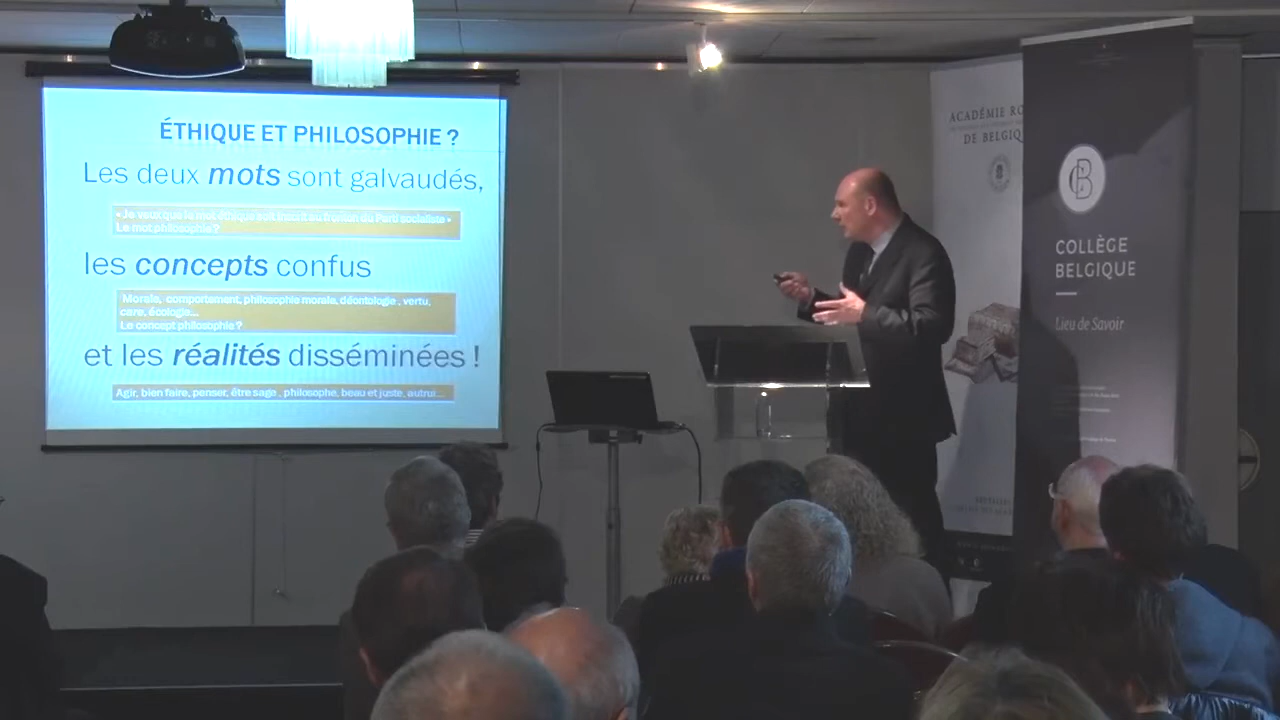 ÉTHIQUE ET PHILOSOPHIE ?
Les deux mots sont galvaudés,
« Je veux que le mot éthique soit inscrit au fronton du Parti socialiste »
Le mot philosophie ?
les concepts confus
Morale, comportement, philosophie morale, déontologie , vertu,
care, écologie...
Le concept philosophie ?
et les réalités disséminées !
Agir, bien faire, penser, être sage , philosophe, beau et juste, autrui...
ACADÉMIE RO
DE BELGIQU
COLLÈGE
BELGIQUE
Lieu de Savoir